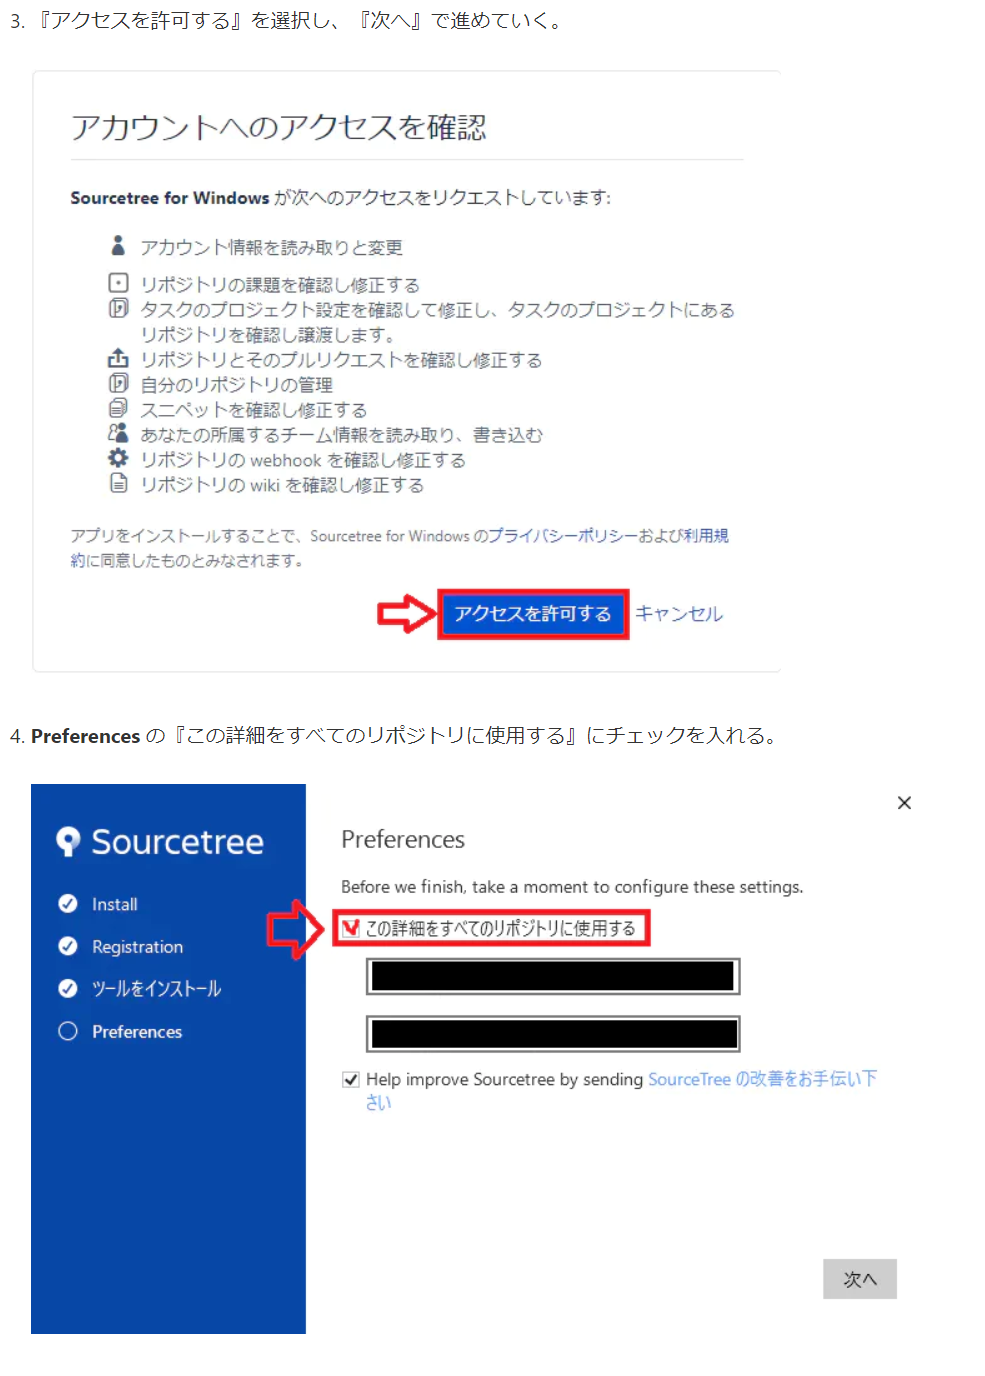 3. 『アクセスを許可する』を選択し、『次へ』で進めていく。
アカウントへのアクセスを確認
Sourcetree for Windows が次へのアクセスをリクエストしています:
アカウント情報を読み取りと変更
リポジトリの課題を確認し修正する
タスクのプロジェクト設定を確認して修正し、タスクのプロジェクトにある
リポジトリを確認し譲渡します。
リポジトリとそのプルリクエストを確認し修正する
自分のリポジトリの管理
スニペットを確認し修正する
あなたの所属するチーム情報を読み取り、書き込む
リポジトリの webhook を確認し修正する
リポジトリの wiki を確認し修正する
アプリをインストールすることで、Sourcetree for Windows のプライバシーポリシーおよび利用規
約に同意したものとみなされます。
アクセスを許可する キャンセル
4. Preferences の『この詳細をすべてのリポジトリに使用する』にチェックを入れる。
Sourcetree
Install
Registration
ツールをインストール
Preferences
Preferences
Before we finish, take a moment to configure these settings.
この詳細をすべてのリポジトリに使用する
Help improve Sourcetree by sending SourceTree の改善をお手伝い下
さい
次へ